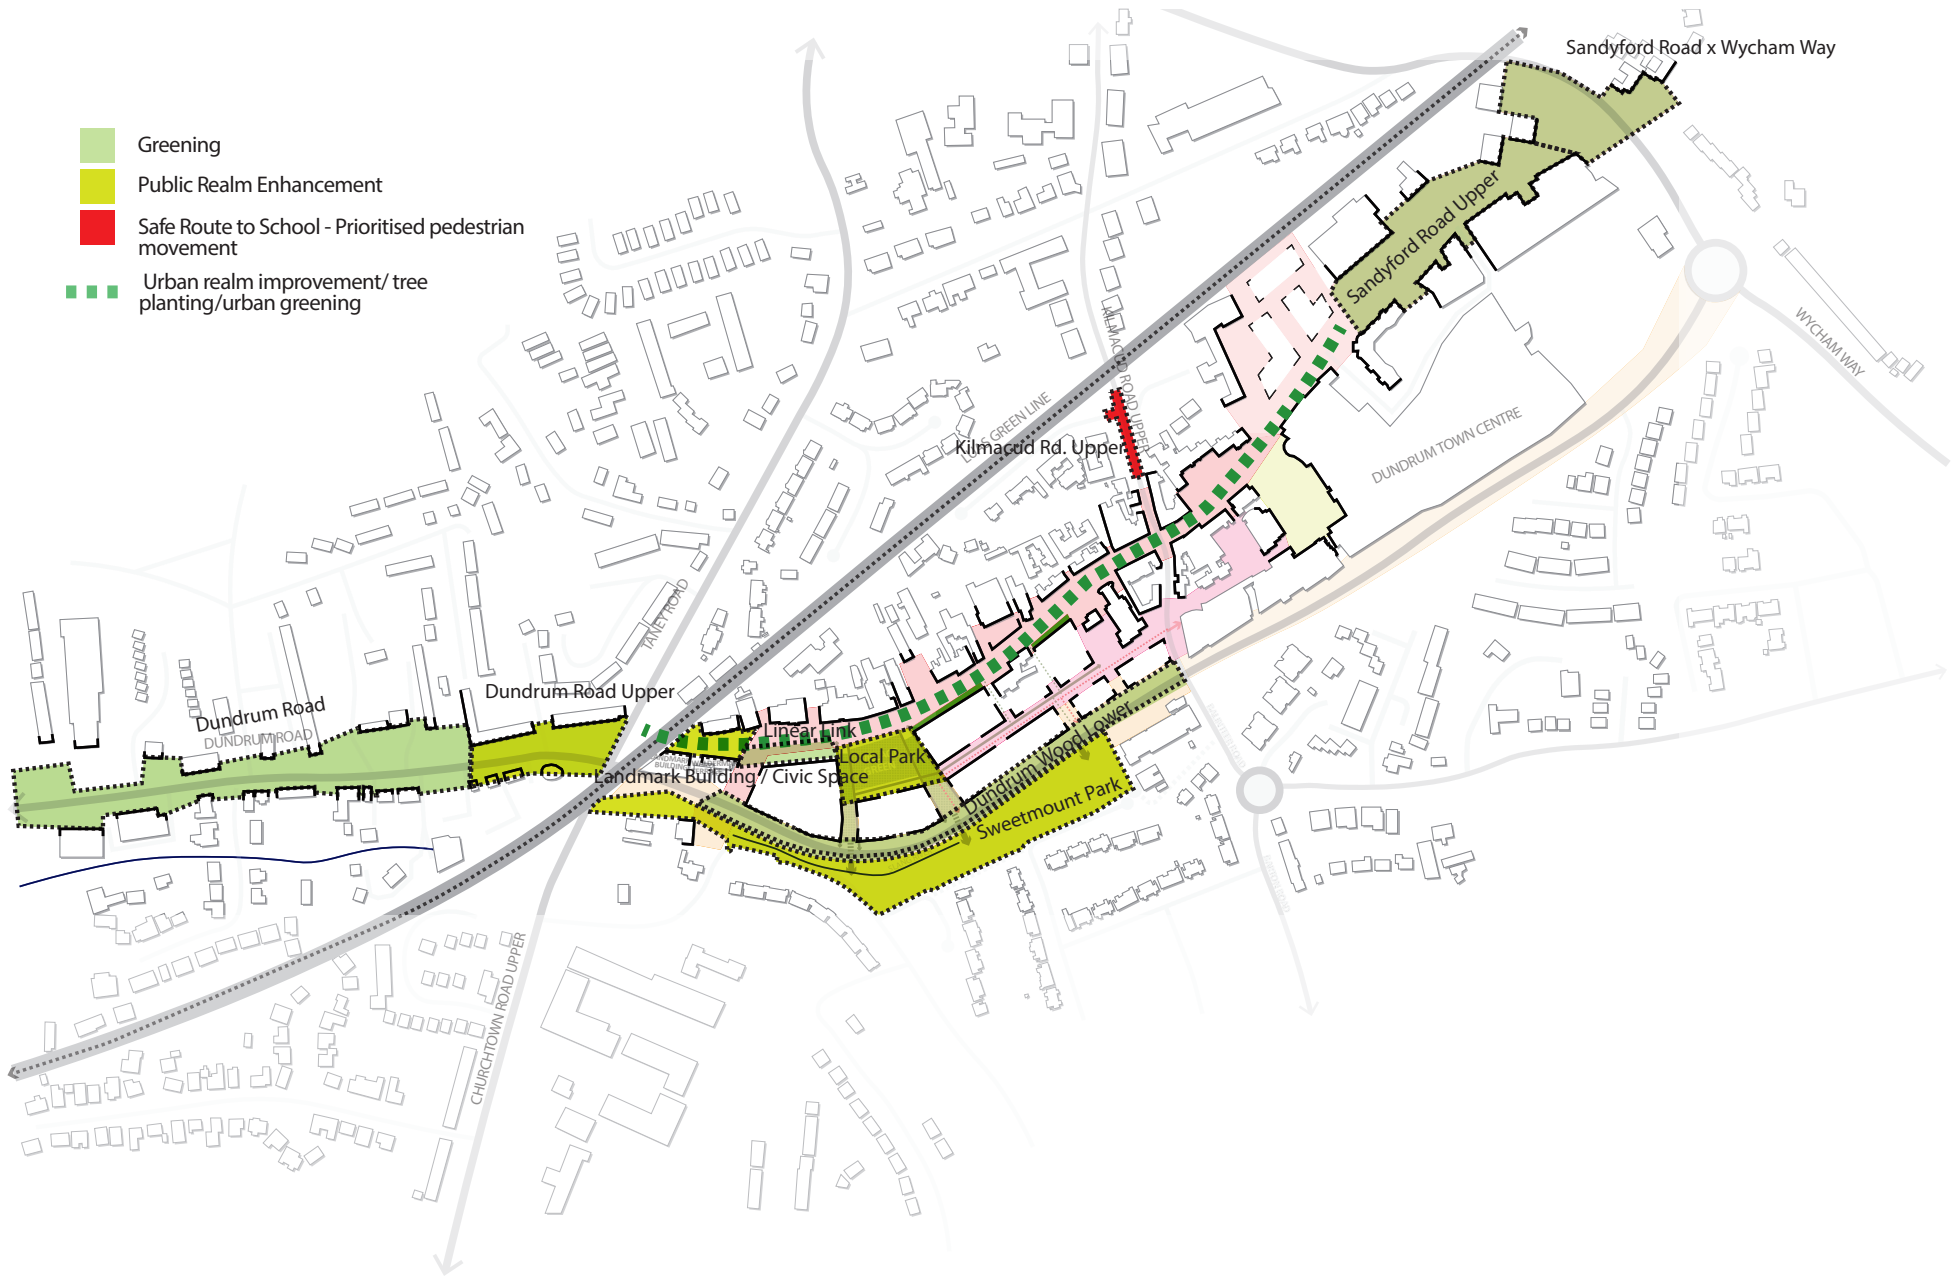 Sandyford Road x Wycham Way
Greening
Public Realm Enhancement
Safe Route to School - Prioritised pedestrian
movement
Urban realm improvement/ tree
planting/urban greening
Sandyford Road Upper
WYCHAM WAY
KILMACUD ROAD UPPER
LUAS GREEN LINE
Kilmacud Rd. Upper
DUNDRUM TOWN CENTRE
TANEY ROAD
Dundrum Road Upper
Dundrum Road
DUNDRUM ROAD
Linear Link
Local Park
Landmark Building / Civic Space
Dundrum Wood Lower
Sweetmount Park
CHURCHTOWN ROAD UPPER